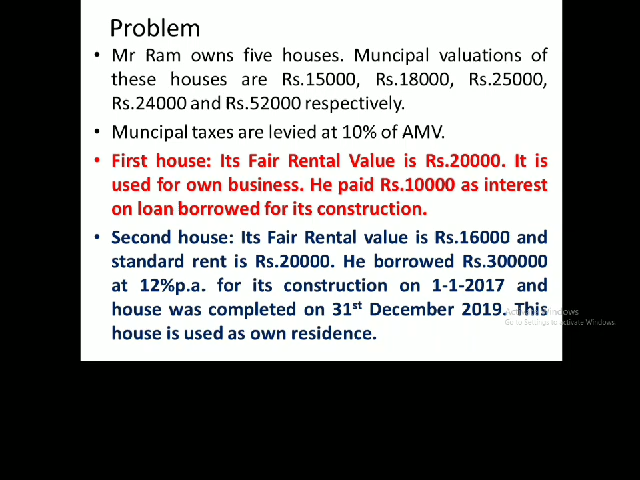 Problem
• Mr Ram owns five houses. Muncipal valuations of
these houses are Rs.15000, Rs.18000, Rs.25000,
Rs.24000 and Rs.52000 respectively.
• Muncipal taxes are levied at 10% of AMV.
• First house: Its Fair Rental Value is Rs.20000. It is
used for own business. He paid Rs.10000 as interest
on loan borrowed for its construction.
• Second house: Its Fair Rental value is Rs.16000 and
standard rent is Rs.20000. He borrowed Rs.300000
at 12%p.a. for its construction on 1-1-2017 and
house was completed on 31st December 2019. This
house is used as own residence.
Activate Windows
Go to Settings to activate Windows.